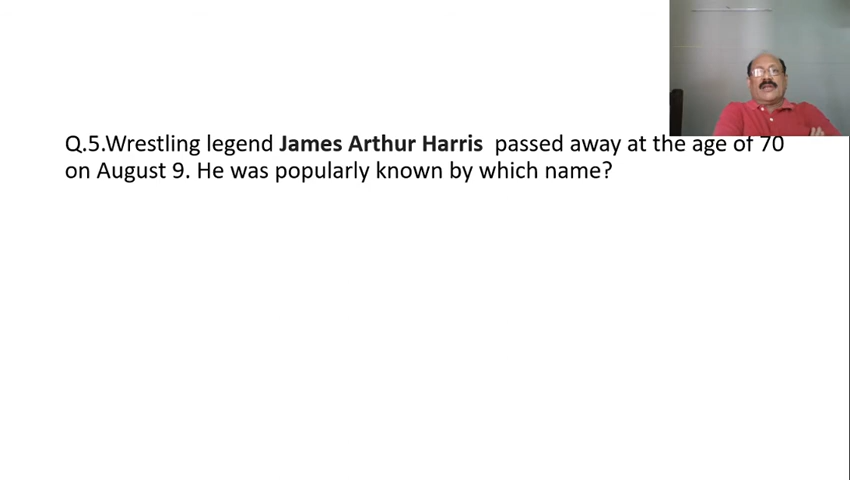 Q.5.Wrestling legend James Arthur Harris passed away at the age of 70
on August 9. He was popularly known by which name?